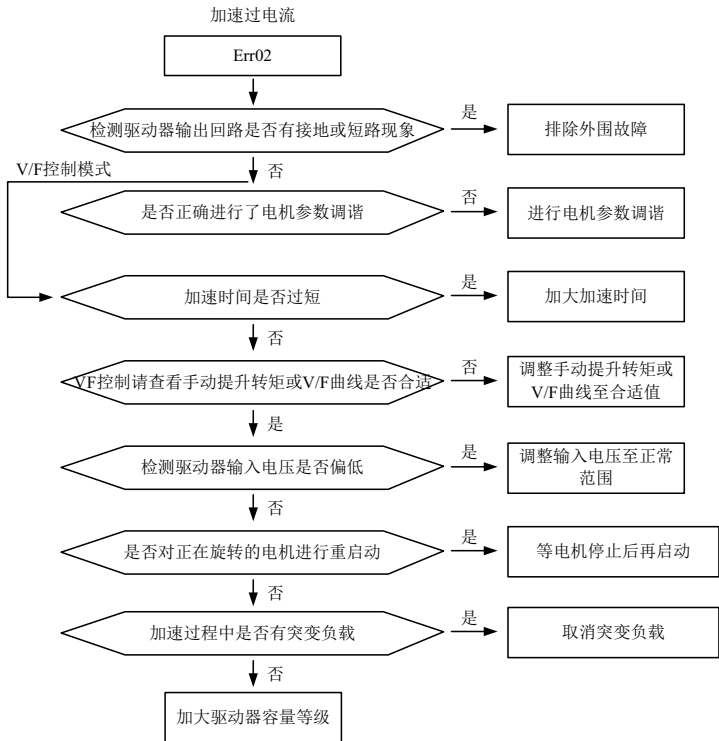 加速过电流
Err02
检测驱动器输出回路是否有接地或短路现象
是
排除外围故障
否
V/F控制模式
是否正确进行了电机参数调谐
否
进行电机参数调谐
加速时间是否过短
是
加大加速时间
否
VF控制请查看手动提升转矩或V/F曲线是否合适
否
调整手动提升转矩或
V/F曲线至合适值
是
检测驱动器输入电压是否偏低
是
调整输入电压至正常
范围
否
是否对正在旋转的电机进行重启动
是
等电机停止后再启动
否
加速过程中是否有突变负载
是
取消突变负载
否
加大驱动器容量等级